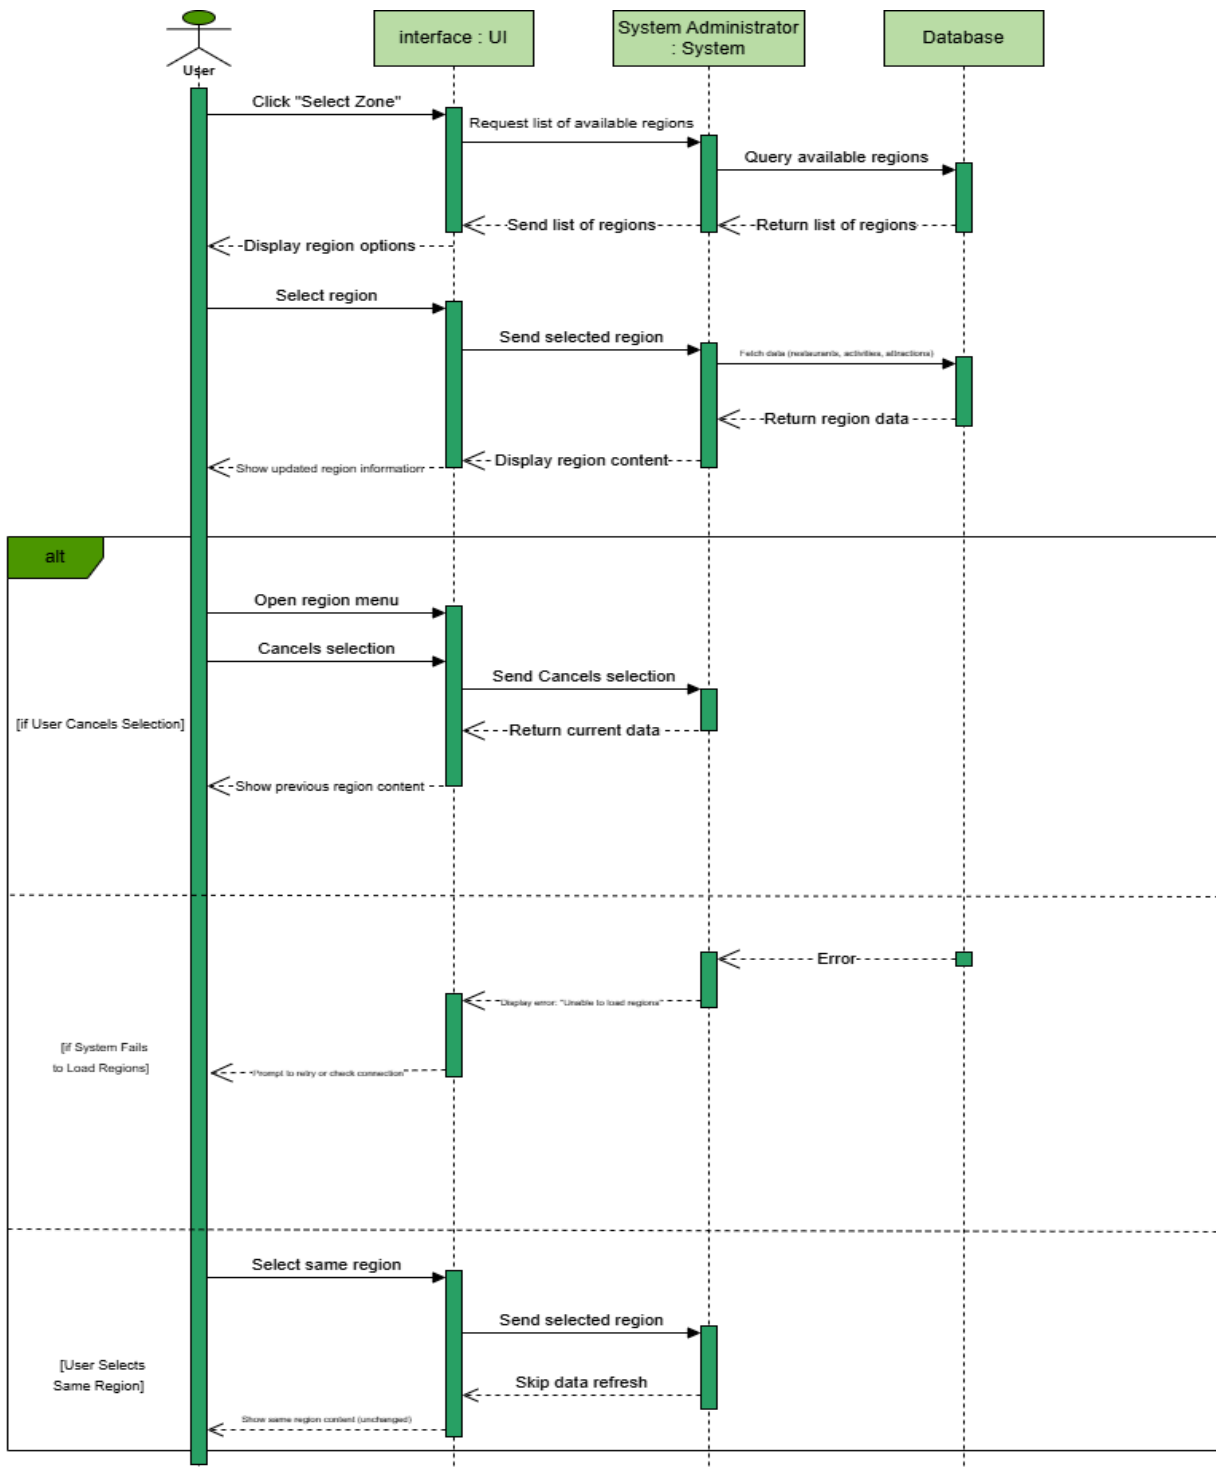 User
interface : UI
System Administrator
: System
Database
Click "Select Zone"
Request list of available regions
Query available regions
Send list of regions
Return list of regions
Display region options
Select region
Send selected region
Fetch data (restaurants, activities, attractions)
Return region data
Display region content
Show updated region information
alt
Open region menu
Cancels selection
Send Cancels selection
[if User Cancels Selection]
Return current data
Show previous region content
Error
Display error: "Unable to load regions"
[if System Fails
to Load Regions]
"Prompt to retry or check connection"
Select same region
Send selected region
[User Selects
Same Region]
Skip data refresh
Show same region content (unchanged)